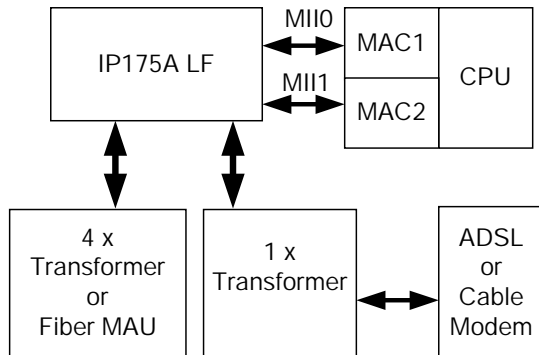 MII0
IP175A LF
MAC1
CPU
MII1
MAC2
4 x
Transformer
or
Fiber MAU
1 x
Transformer
ADSL
or
Cable
Modem